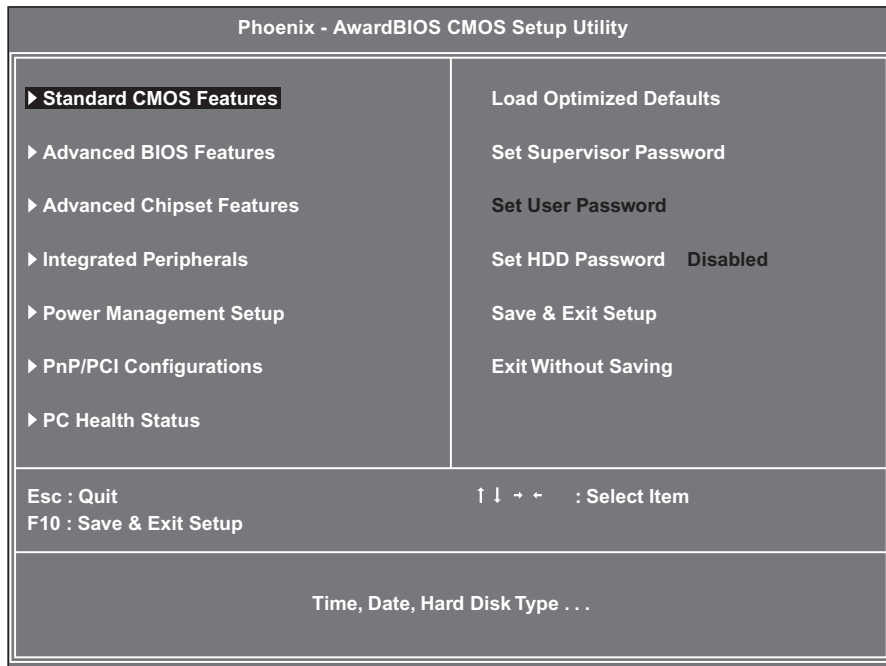 Phoenix - AwardBIOS CMOS Setup Utility
Standard CMOS Features
Advanced BIOS Features
Advanced Chipset Features
Integrated Peripherals
Power Management Setup
PnP/PCI Configurations
PC Health Status
Load Optimized Defaults
Set Supervisor Password
Set User Password
Set HDD Password Disabled
Save & Exit Setup
Exit Without Saving
Esc : Quit
F10 : Save & Exit Setup
↑ ↓ → ← : Select Item
Time, Date, Hard Disk Type . . .